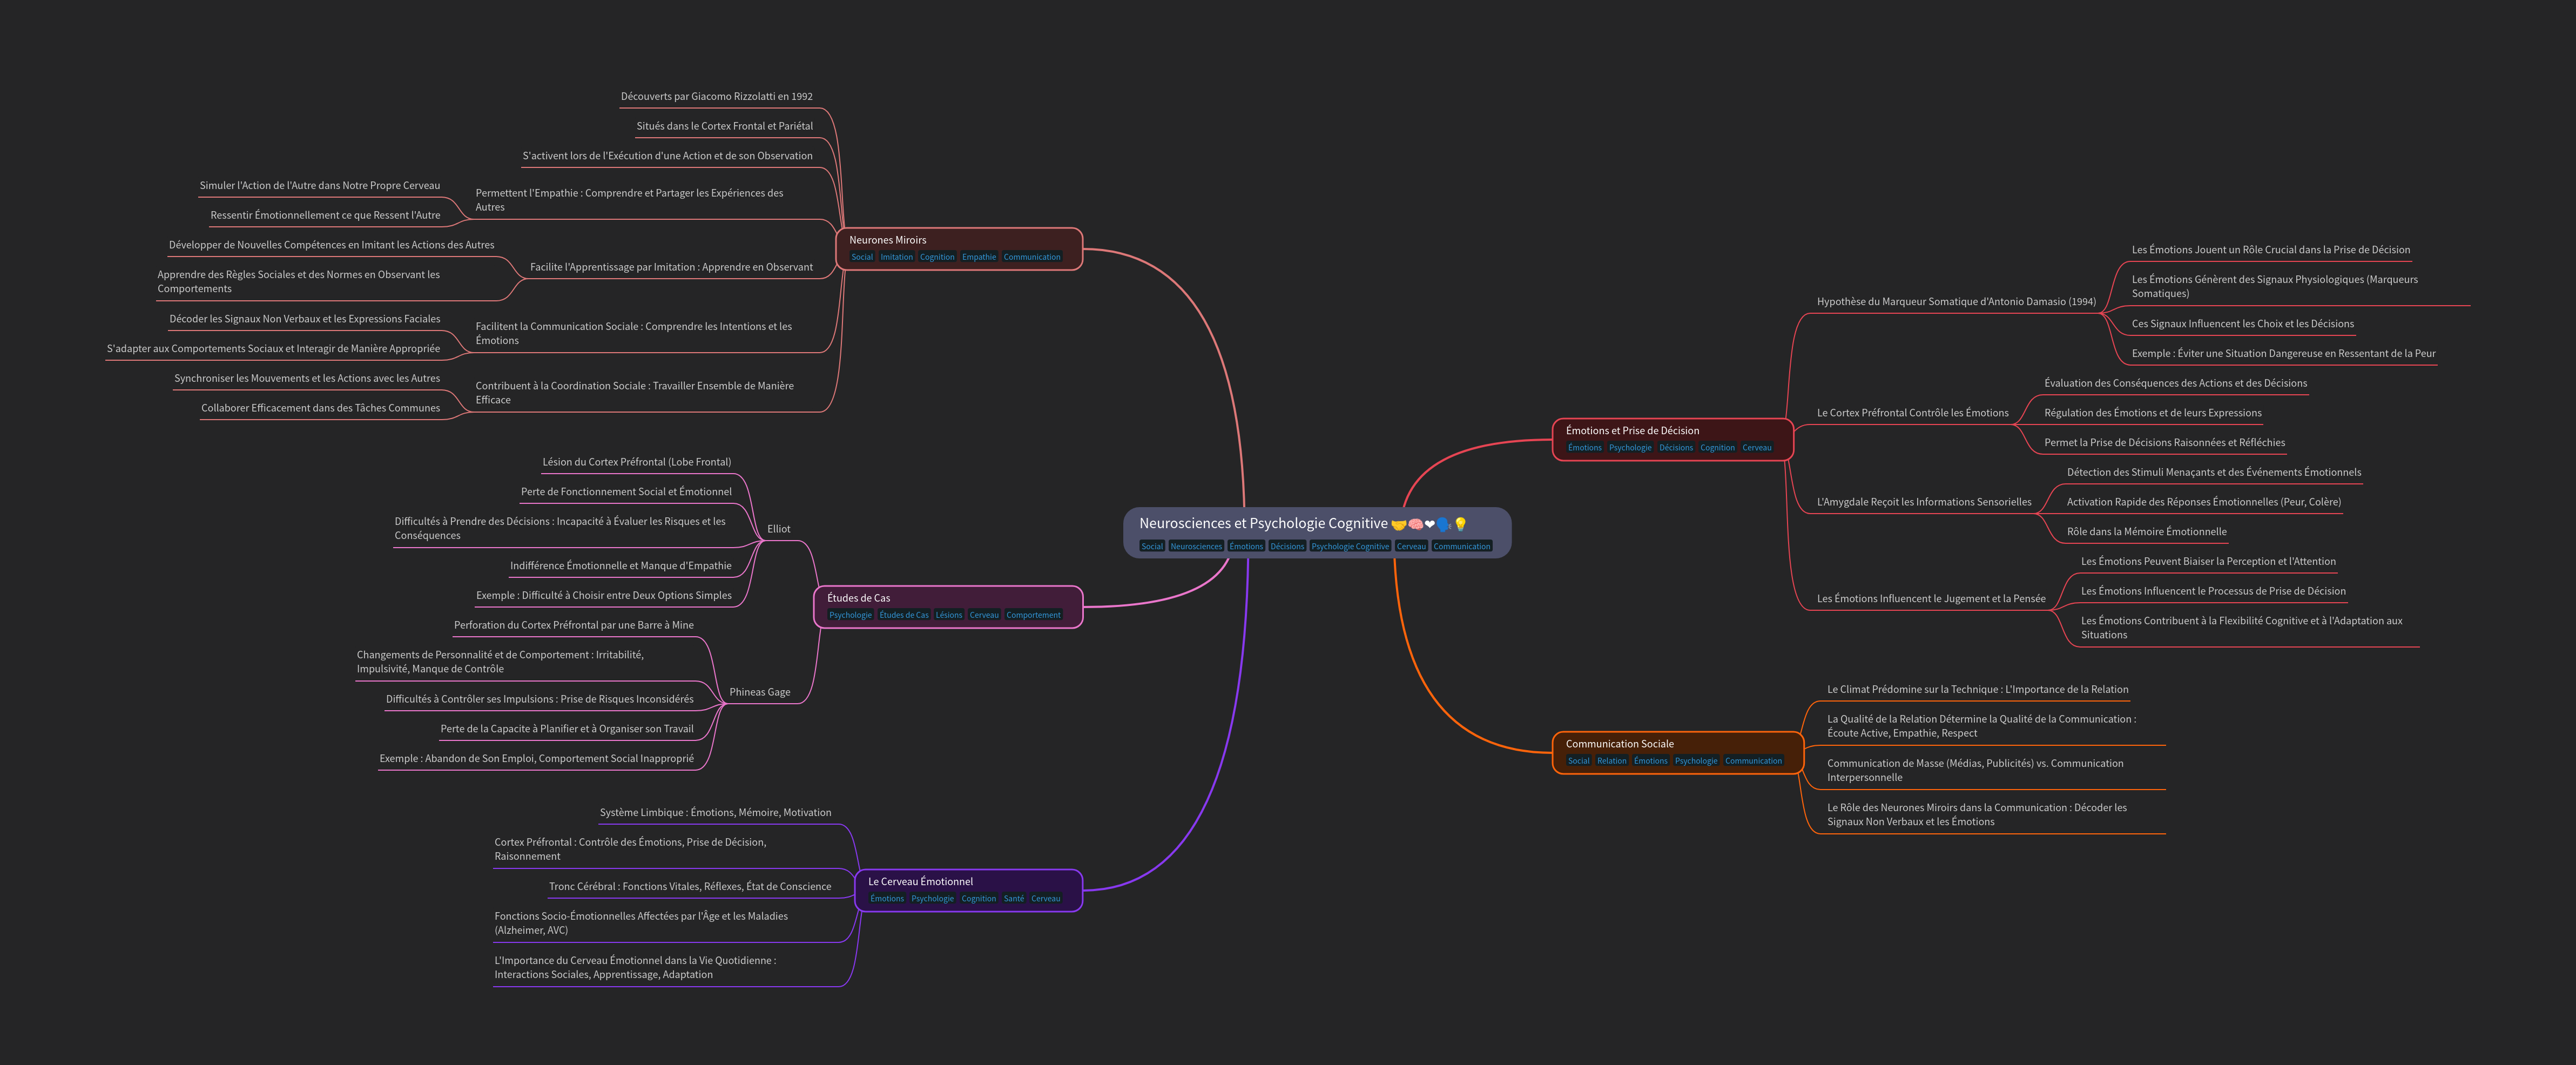 Neurosciences et Psychologie Cognitive 🤝🧠❤🗣💡
Social Neurosciences Émotions Décisions Psychologie Cognitive Cerveau Communication
Émotions et Prise de Décision
Émotions Psychologie Décisions Cognition Cerveau
Hypothèse du Marqueur Somatique d'Antonio Damasio (1994)
Les Émotions Jouent un Rôle Crucial dans la Prise de Décision
Les Émotions Génèrent des Signaux Physiologiques (Marqueurs
Somatiques)
Ces Signaux Influencent les Choix et les Décisions
Exemple : Éviter une Situation Dangereuse en Ressentant de la Peur
Le Cortex Préfrontal Contrôle les Émotions
Évaluation des Conséquences des Actions et des Décisions
Régulation des Émotions et de leurs Expressions
Permet la Prise de Décisions Raisonnées et Réfléchies
L'Amygdale Reçoit les Informations Sensorielles
Détection des Stimuli Menaçants et des Événements Émotionnels
Activation Rapide des Réponses Émotionnelles (Peur, Colère)
Rôle dans la Mémoire Émotionnelle
Les Émotions Influencent le Jugement et la Pensée
Les Émotions Peuvent Biaiser la Perception et l'Attention
Les Émotions Influencent le Processus de Prise de Décision
Les Émotions Contribuent à la Flexibilité Cognitive et à l'Adaptation aux
Situations
Communication Sociale
Social Relation Émotions Psychologie Communication
Le Climat Prédomine sur la Technique : L'Importance de la Relation
La Qualité de la Relation Détermine la Qualité de la Communication :
Écoute Active, Empathie, Respect
Communication de Masse (Médias, Publicités) vs. Communication
Interpersonnelle
Le Rôle des Neurones Miroirs dans la Communication : Décoder les
Signaux Non Verbaux et les Émotions
Neurones Miroirs
Social Imitation Cognition Empathie Communication
Découverts par Giacomo Rizzolatti en 1992
Situés dans le Cortex Frontal et Pariétal
S'activent lors de l'Exécution d'une Action et de son Observation
Permettent l'Empathie : Comprendre et Partager les Expériences des
Autres
Simuler l'Action de l'Autre dans Notre Propre Cerveau
Ressentir Émotionnellement ce que Ressent l'Autre
Facilite l'Apprentissage par Imitation : Apprendre en Observant
Développer de Nouvelles Compétences en Imitant les Actions des Autres
Apprendre des Règles Sociales et des Normes en Observant les
Comportements
Facilitent la Communication Sociale : Comprendre les Intentions et les
Émotions
Décoder les Signaux Non Verbaux et les Expressions Faciales
S'adapter aux Comportements Sociaux et Interagir de Manière Appropriée
Contribuent à la Coordination Sociale : Travailler Ensemble de Manière
Efficace
Synchroniser les Mouvements et les Actions avec les Autres
Collaborer Efficacement dans des Tâches Communes
Études de Cas
Psychologie Études de Cas Lésions Cerveau Comportement
Elliot
Lésion du Cortex Préfrontal (Lobe Frontal)
Perte de Fonctionnement Social et Émotionnel
Difficultés à Prendre des Décisions : Incapacité à Évaluer les Risques et les
Conséquences
Indifférence Émotionnelle et Manque d'Empathie
Exemple : Difficulté à Choisir entre Deux Options Simples
Phineas Gage
Perforation du Cortex Préfrontal par une Barre à Mine
Changements de Personnalité et de Comportement : Irritabilité,
Impulsivité, Manque de Contrôle
Difficultés à Contrôler ses Impulsions : Prise de Risques Inconsidérés
Perte de la Capacite à Planifier et à Organiser son Travail
Exemple : Abandon de Son Emploi, Comportement Social Inapproprié
Le Cerveau Émotionnel
Émotions Psychologie Cognition Santé Cerveau
Système Limbique : Émotions, Mémoire, Motivation
Cortex Préfrontal : Contrôle des Émotions, Prise de Décision,
Raisonnement
Tronc Cérébral : Fonctions Vitales, Réflexes, État de Conscience
Fonctions Socio-Émotionnelles Affectées par l'Âge et les Maladies
(Alzheimer, AVC)
L'Importance du Cerveau Émotionnel dans la Vie Quotidienne :
Interactions Sociales, Apprentissage, Adaptation